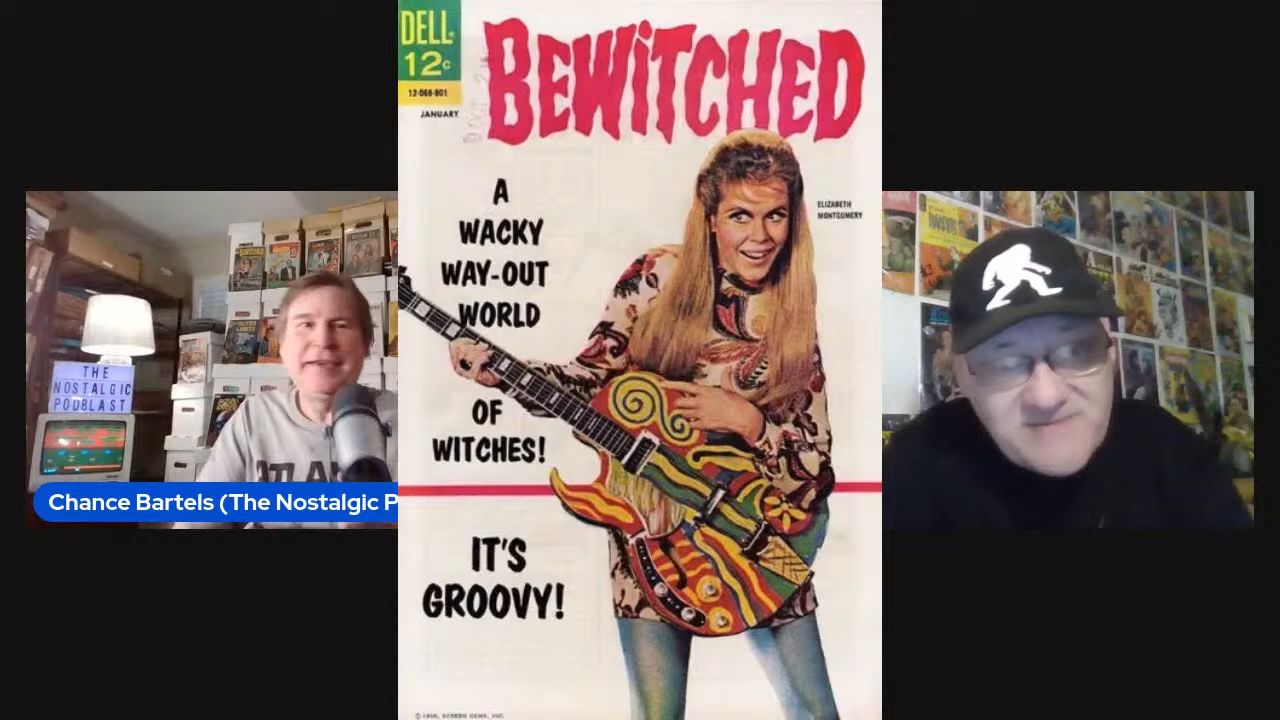 DELL
12c
12-068-901
JANUARY
BEWITCHED
A
WACKY
WAY-OUT
WORLD
OF
WITCHES!
IT'S
GROOVY!
ELIZABETH
MONTGOMERY
THE
NOSTALGIC
PODBLAST
Chance Bartels (The Nostalgic P